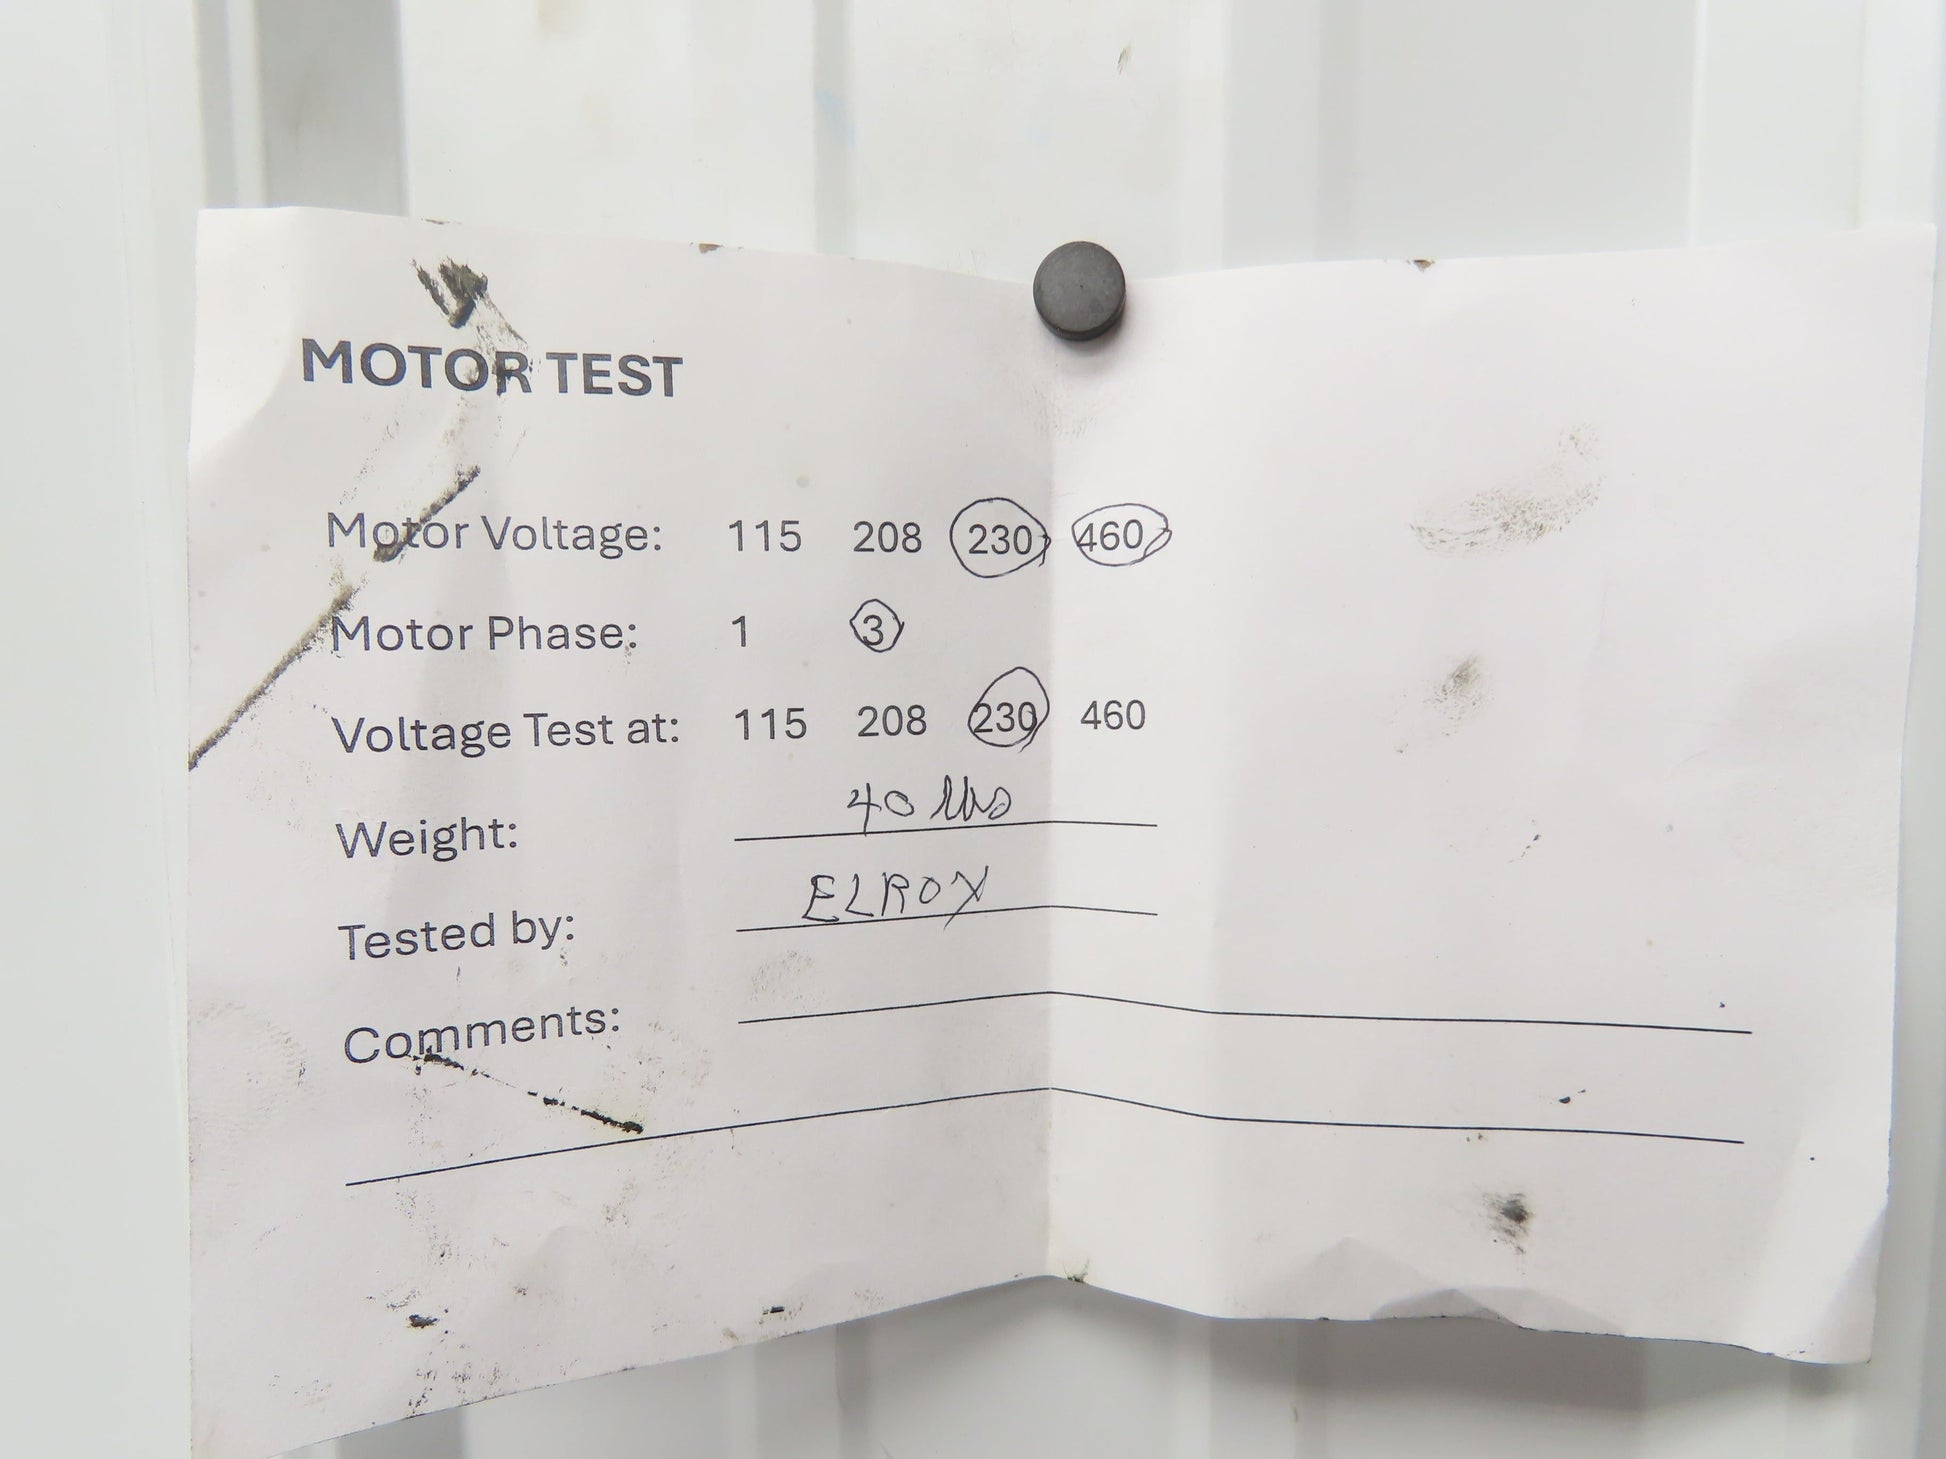 MOTOR TEST
Motor Voltage: 115 208 230 460
Motor Phase: 1 3
Voltage Test at: 115 208 230 460
Weight: 40 lbs
Tested by: ELROY
Comments: